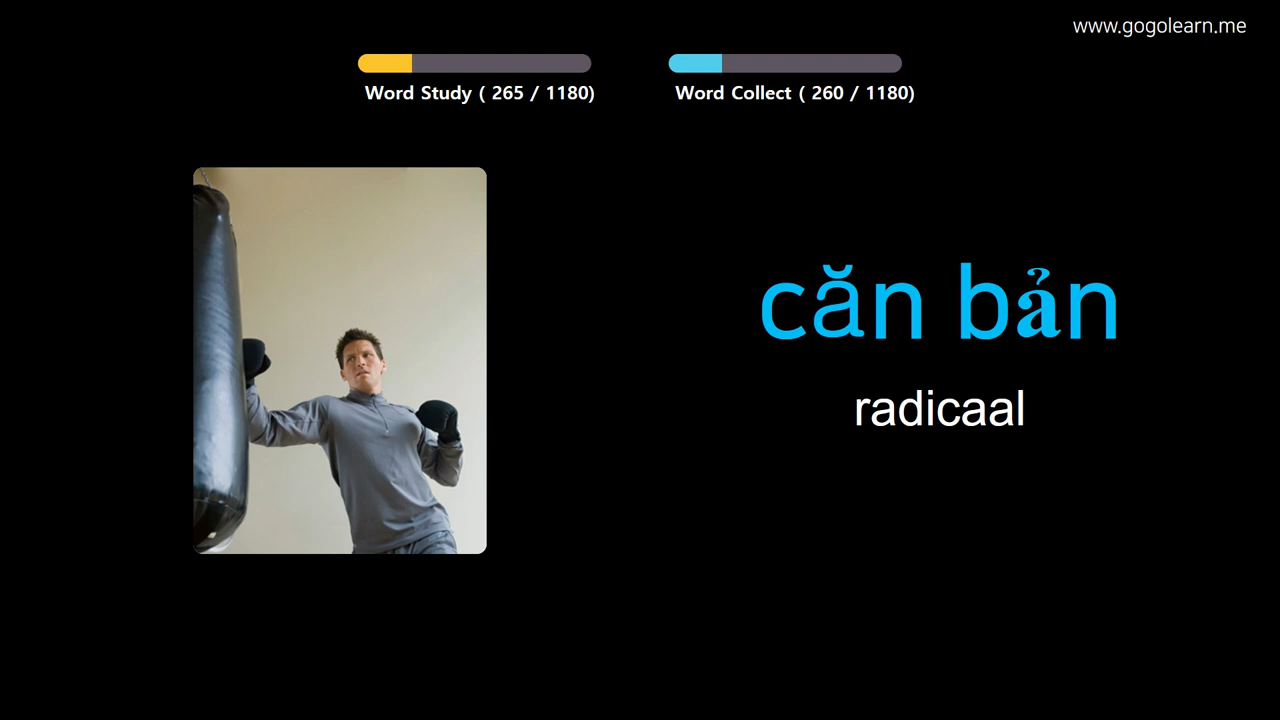 www.gogolearn.me
Word Study ( 265 / 1180)
Word Collect ( 260 / 1180)
căn bản
radicaal